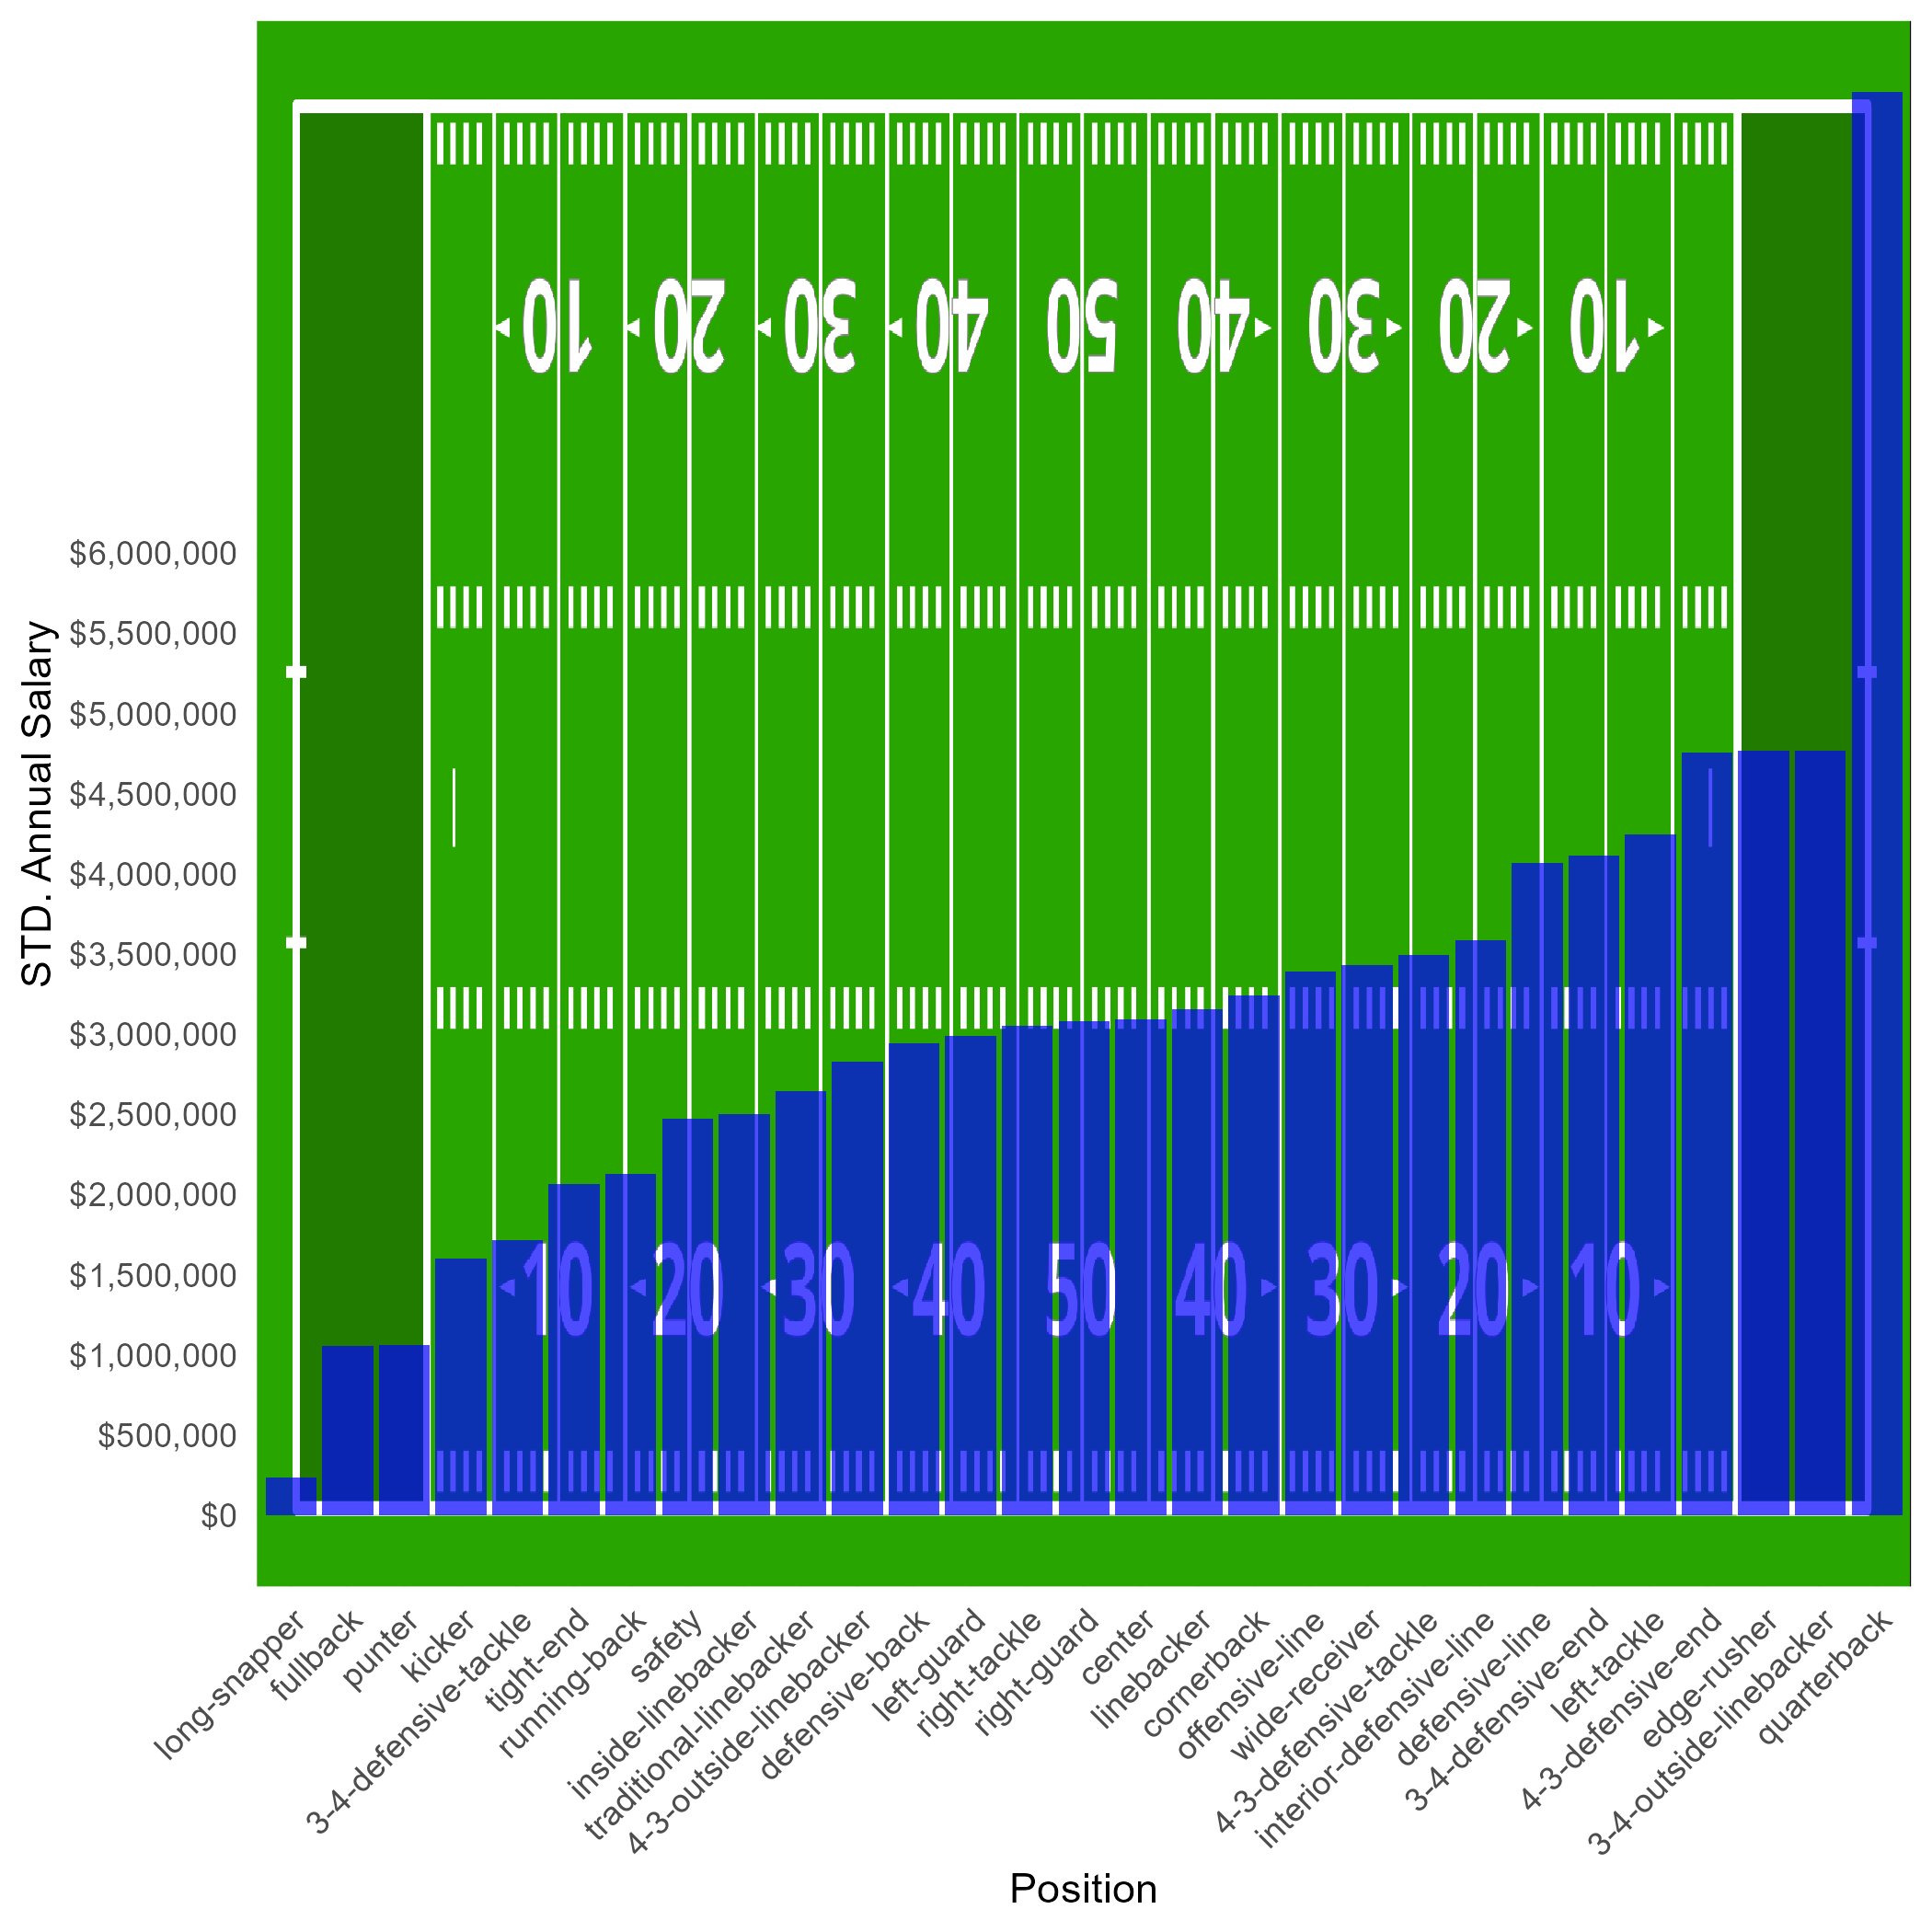 10 20 30 40 50 40 30 20 10
$6,000,000
$5,500,000
$5,000,000
$4,500,000
$4,000,000
$3,500,000
$3,000,000
$2,500,000
$2,000,000
$1,500,000
$1,000,000
$500,000
$0
STD. Annual Salary
10 20 30 40 50 40 30 20 10
long-snapper
fullback
punter
kicker
3-4-defensive-tackle
tight-end
running-back
safety
inside-linebacker
traditional-linebacker
4-3-outside-linebacker
defensive-back
left-guard
right-tackle
right-guard
center
linebacker
cornerback
offensive-line
wide-receiver
4-3-defensive-tackle
interior-defensive-line
defensive-line
3-4-defensive-end
left-tackle
4-3-defensive-end
edge-rusher
3-4-outside-linebacker
quarterback
Position